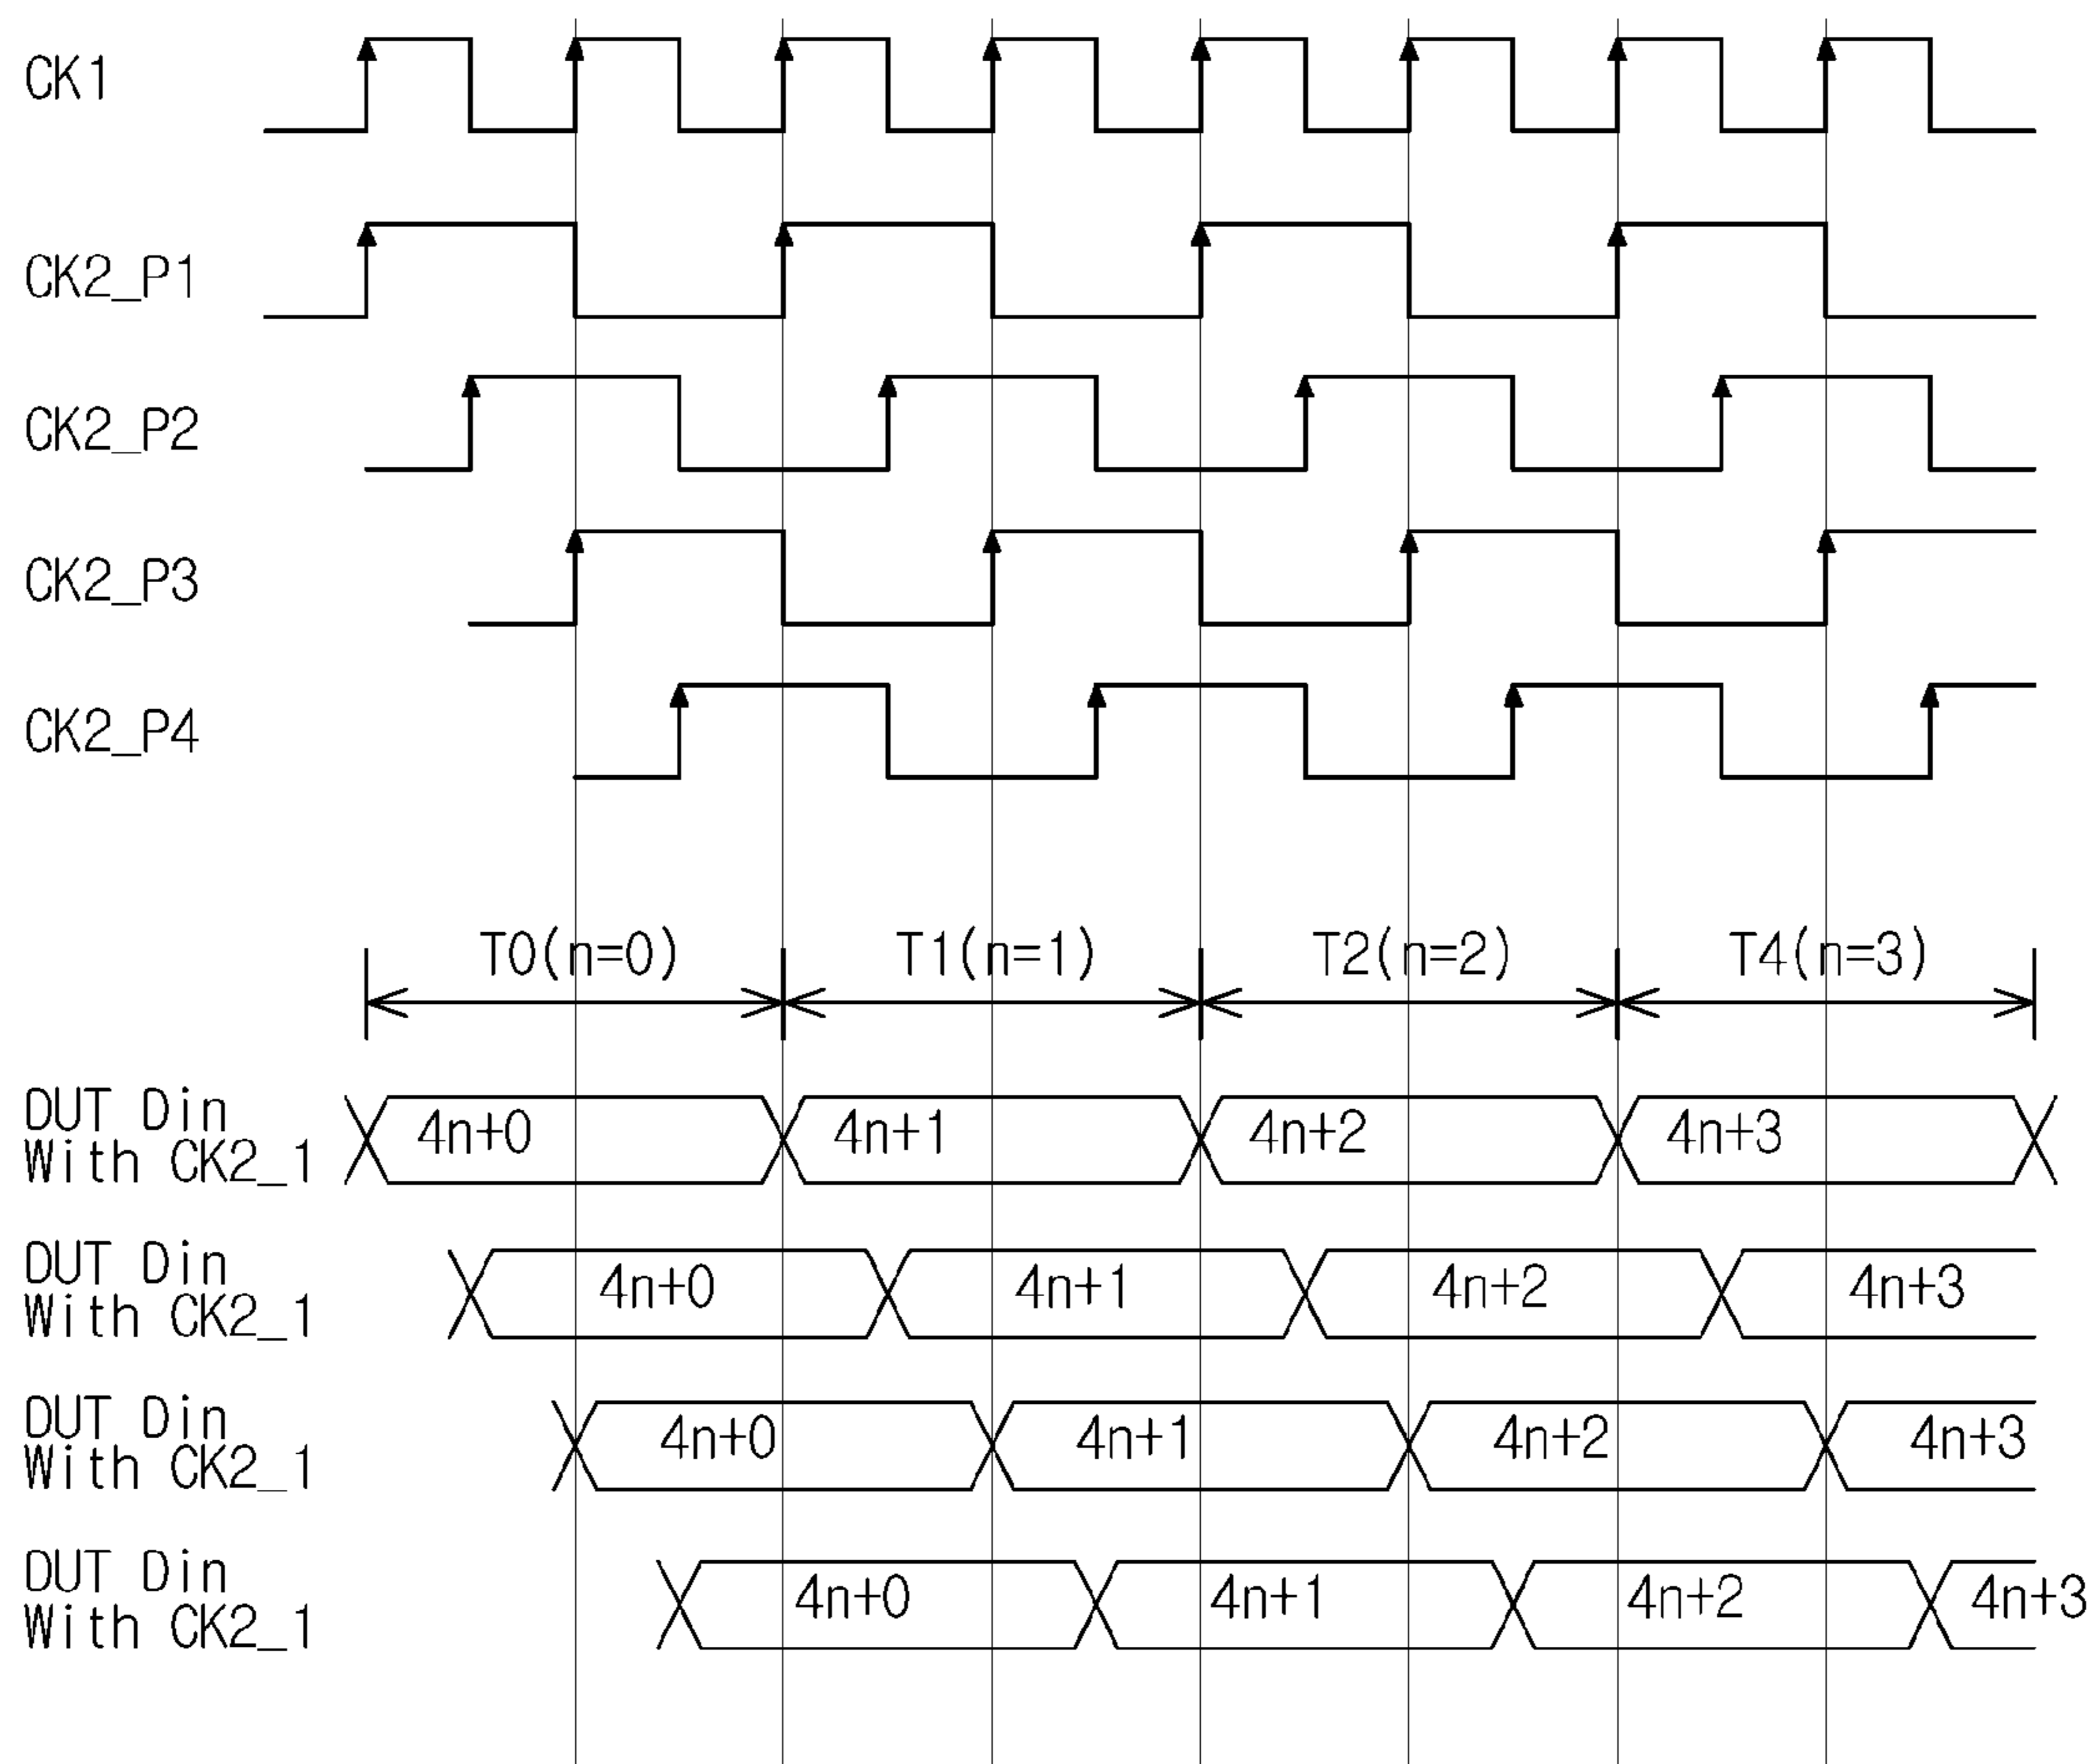 CK1
CK2_P1
CK2_P2
CK2_P3
CK2_P4
T0(n=0) T1(n=1) T2(n=2) T4(n=3)
DUT Din
With CK2_1
4n+0 4n+1 4n+2 4n+3
DUT Din
With CK2_1
4n+0 4n+1 4n+2 4n+3
DUT Din
With CK2_1
4n+0 4n+1 4n+2 4n+3
DUT Din
With CK2_1
4n+0 4n+1 4n+2 4n+3